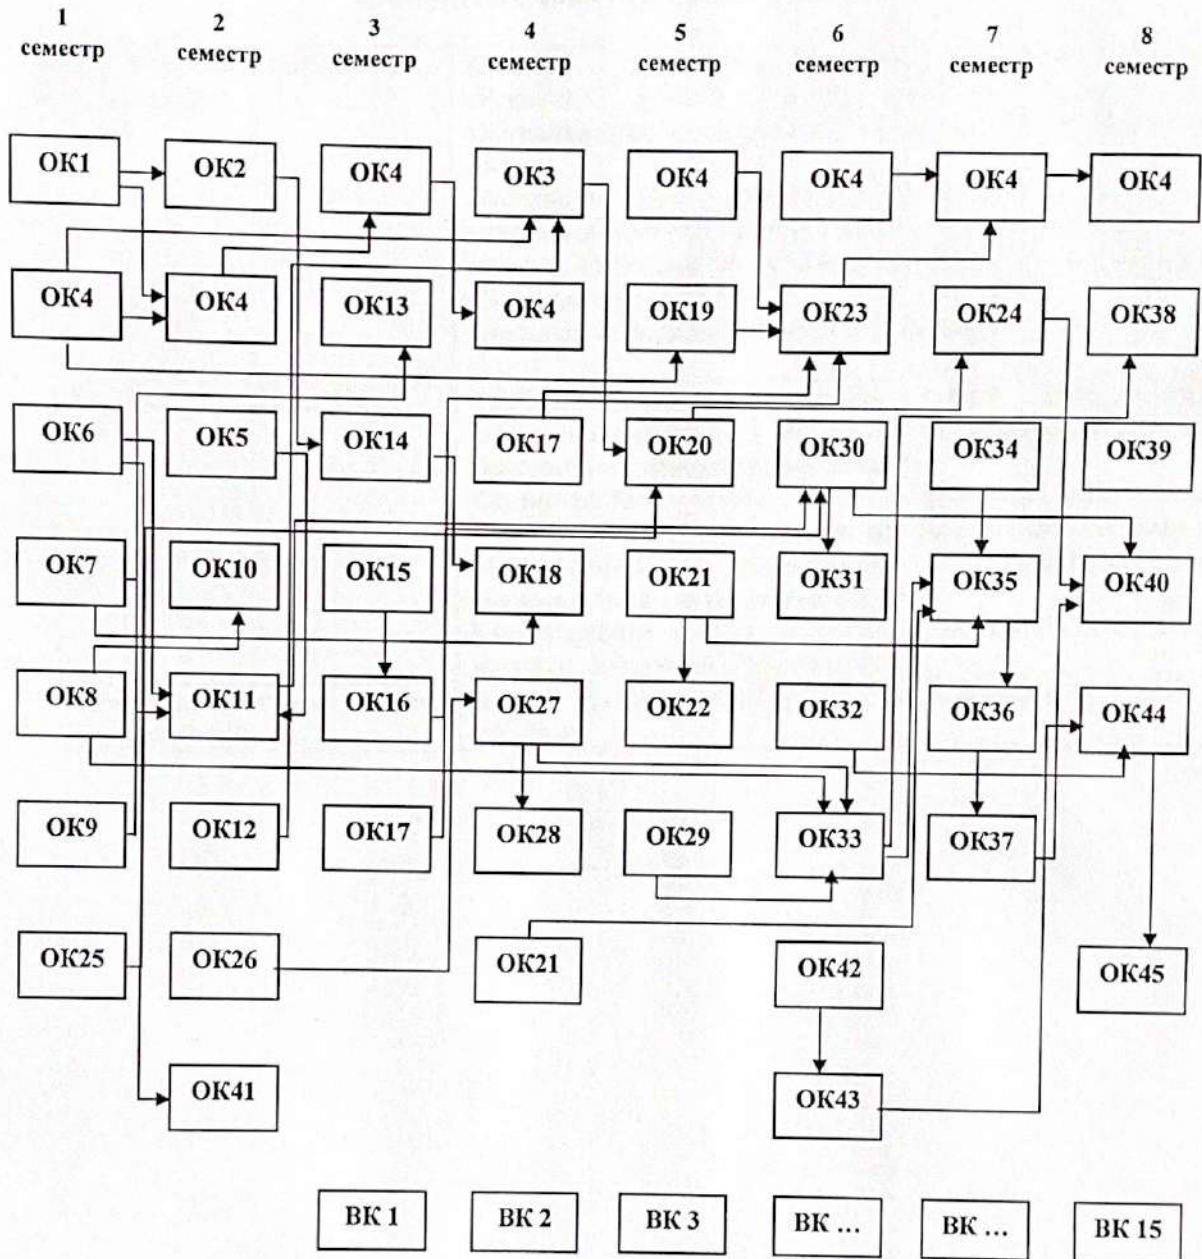 1 2 3 4 5 6 7 8
семестр семестр семестр семестр семестр семестр семестр семестр
ОК1 ОК2 ОК4 ОК3 ОК4 ОК4 ОК4 ОК4
ОК4 ОК4 ОК13 ОК4 ОК19 ОК23 ОК24 ОК38
ОК6 ОК5 ОК14 ОК17 ОК20 ОК30 ОК34 ОК39
ОК7 ОК10 ОК15 ОК18 ОК21 ОК31 ОК35 ОК40
ОК8 ОК11 ОК16 ОК27 ОК22 ОК32 ОК36 ОК44
ОК9 ОК12 ОК17 ОК28 ОК29 ОК33 ОК37
ОК25 ОК26 ОК21 ОК42 ОК45
ОК41 ОК43
ВК 1 ВК 2 ВК 3 ВК ... ВК ... ВК 15